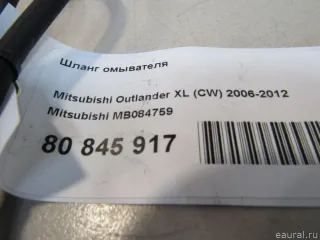 Шланг омывателя
Mitsubishi Outlander XL (CW) 2006-2012
Mitsubishi MB084759
80 845 917
eaural.ru